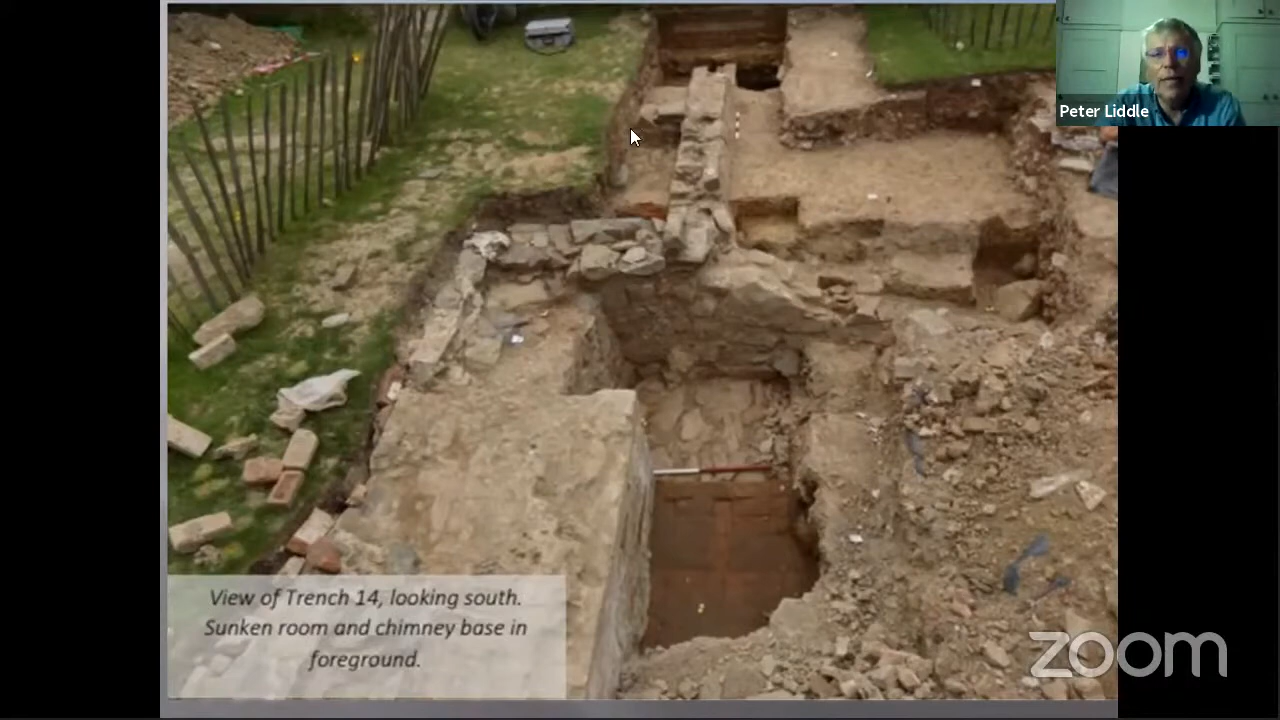 Peter Liddle
View of Trench 14, looking south.
Sunken room and chimney base in
foreground.
zoom